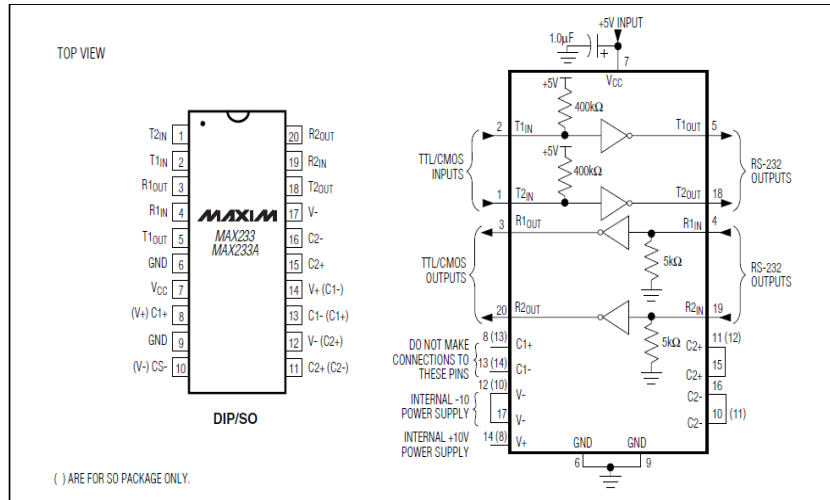 TOP VIEW
T2IN 1
T1IN 2
R1OUT 3
R1IN 4
T1OUT 5
GND 6
VCC 7
(V+) C1+ 8
GND 9
(V-) CS- 10
20 R2OUT
19 R2IN
18 T2OUT
17 V-
16 C2-
15 C2+
14 V+ (C1-)
13 C1- (C1+)
12 V- (C2+)
11 C2+ (C2-)
MAXIM
MAX233
MAX233A
DIP/SO
( ) ARE FOR SO PACKAGE ONLY.
+5V INPUT
1.0µF
+
7
VCC
+5V
400kΩ
2 T1IN
T1OUT 5
+5V
400kΩ
TTL/CMOS
INPUTS
RS-232
OUTPUTS
1 T2IN
T2OUT 18
3 R1OUT
R1IN 4
5kΩ
TTL/CMOS
OUTPUTS
RS-232
OUTPUTS
20 R2OUT
R2IN 19
5kΩ
DO NOT MAKE
CONNECTIONS TO
THESE PINS
8 (13)
C1+
13 (14)
C1-
INTERNAL -10
POWER SUPPLY
12 (10)
V-
17
V-
INTERNAL +10V
POWER SUPPLY
14 (8)
V+
C2+
11 (12)
C2+
15
C2-
16
C2-
10 (11)
GND GND
6 9